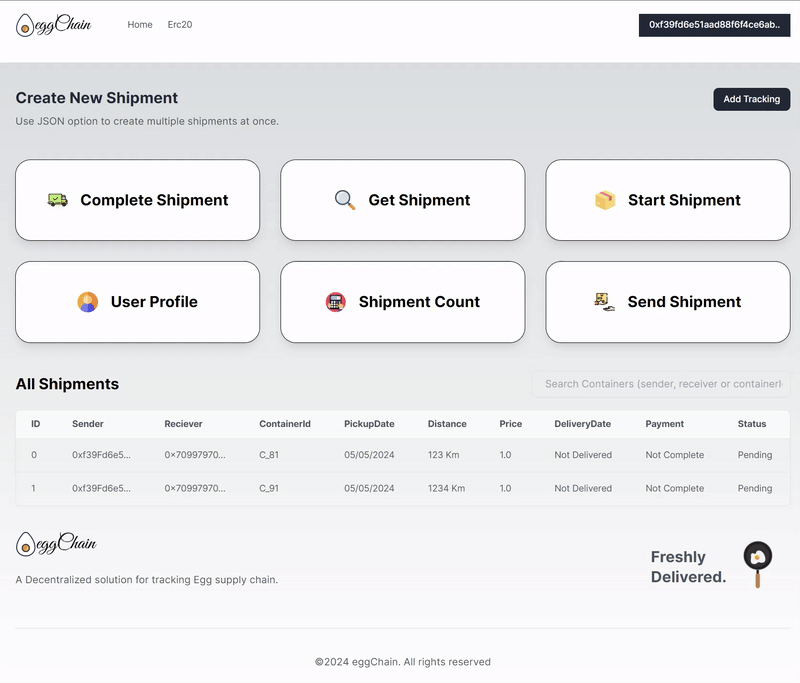 eggChain Home Erc20 0xf39fd6e51aad88f6f4ce6ab..
Create New Shipment
Add Tracking
Use JSON option to create multiple shipments at once.
Complete Shipment Get Shipment Start Shipment
User Profile Shipment Count Send Shipment
All Shipments Search Containers (sender, receiver or containerI
ID Sender Reciever ContainerId PickupDate Distance Price DeliveryDate Payment Status
0 0xf39Fd6e5... 0x70997970... C_81 05/05/2024 123 Km 1.0 Not Delivered Not Complete Pending
1 0xf39Fd6e5... 0x70997970... C_91 05/05/2024 1234 Km 1.0 Not Delivered Not Complete Pending
eggChain
Freshly
Delivered.
A Decentralized solution for tracking Egg supply chain.
©2024 eggChain. All rights reserved